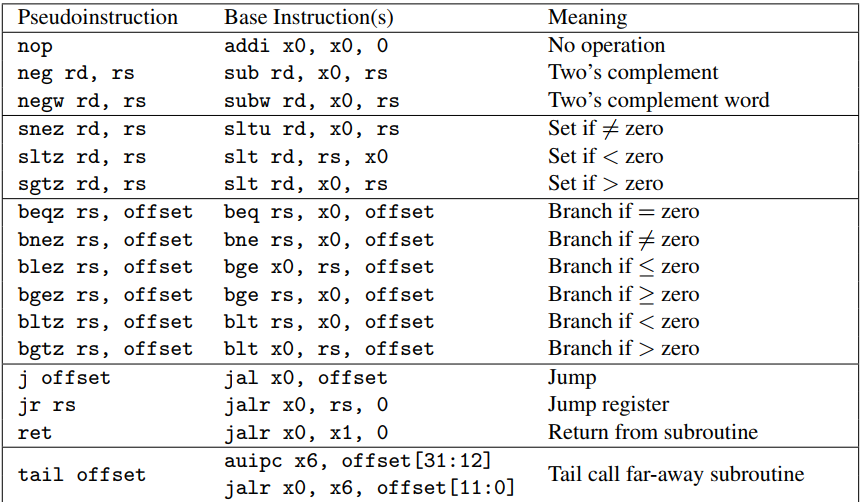 Pseudoinstruction Base Instruction(s) Meaning
nop addi x0, x0, 0 No operation
neg rd, rs sub rd, x0, rs Two's complement
negw rd, rs subw rd, x0, rs Two's complement word
snez rd, rs sltu rd, x0, rs Set if ≠ zero
sltz rd, rs slt rd, rs, x0 Set if < zero
sgtz rd, rs slt rd, x0, rs Set if > zero
beqz rs, offset beq rs, x0, offset Branch if = zero
bnez rs, offset bne rs, x0, offset Branch if ≠ zero
blez rs, offset bge x0, rs, offset Branch if ≤ zero
bgez rs, offset bge rs, x0, offset Branch if ≥ zero
bltz rs, offset blt rs, x0, offset Branch if < zero
bgtz rs, offset blt x0, rs, offset Branch if > zero
j offset jal x0, offset Jump
jr rs jalr x0, rs, 0 Jump register
ret jalr x0, x1, 0 Return from subroutine
tail offset auipc x6, offset[31:12] Tail call far-away subroutine
jalr x0, x6, offset[11:0]